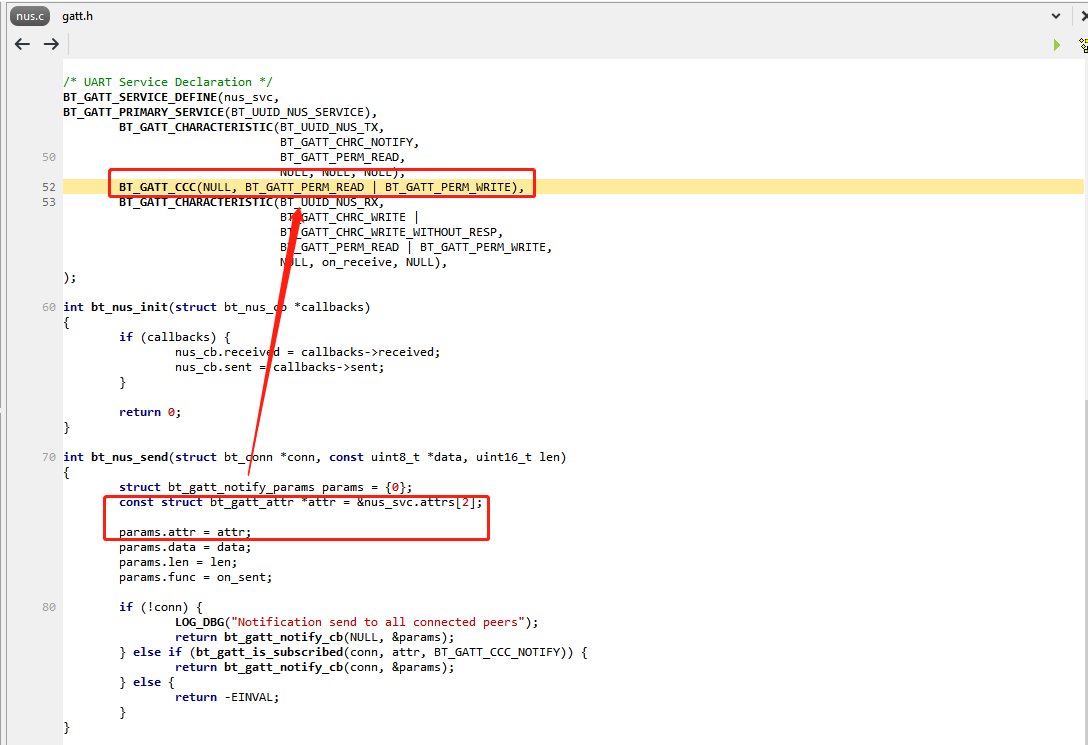 nus.c gatt.h
/* UART Service Declaration */
BT_GATT_SERVICE_DEFINE(nus_svc,
BT_GATT_PRIMARY_SERVICE(BT_UUID_NUS_SERVICE),
BT_GATT_CHARACTERISTIC(BT_UUID_NUS_TX,
BT_GATT_CHRC_NOTIFY,
50 BT_GATT_PERM_READ,
NULL, NULL, NULL),
52 BT_GATT_CCC(NULL, BT_GATT_PERM_READ | BT_GATT_PERM_WRITE),
53 BT_GATT_CHARACTERISTIC(BT_UUID_NUS_RX,
BT_GATT_CHRC_WRITE |
BT_GATT_CHRC_WRITE_WITHOUT_RESP,
BT_GATT_PERM_READ | BT_GATT_PERM_WRITE,
NULL, on_receive, NULL),
);
60 int bt_nus_init(struct bt_nus_cb *callbacks)
{
if (callbacks) {
nus_cb.received = callbacks->received;
nus_cb.sent = callbacks->sent;
}
return 0;
}
70 int bt_nus_send(struct bt_conn *conn, const uint8_t *data, uint16_t len)
{
struct bt_gatt_notify_params params = {0};
const struct bt_gatt_attr *attr = &nus_svc.attrs[2];
params.attr = attr;
params.data = data;
params.len = len;
params.func = on_sent;
80 if (!conn) {
LOG_DBG("Notification send to all connected peers");
return bt_gatt_notify_cb(NULL, &params);
} else if (bt_gatt_is_subscribed(conn, attr, BT_GATT_CCC_NOTIFY)) {
return bt_gatt_notify_cb(conn, &params);
} else {
return -EINVAL;
}
}